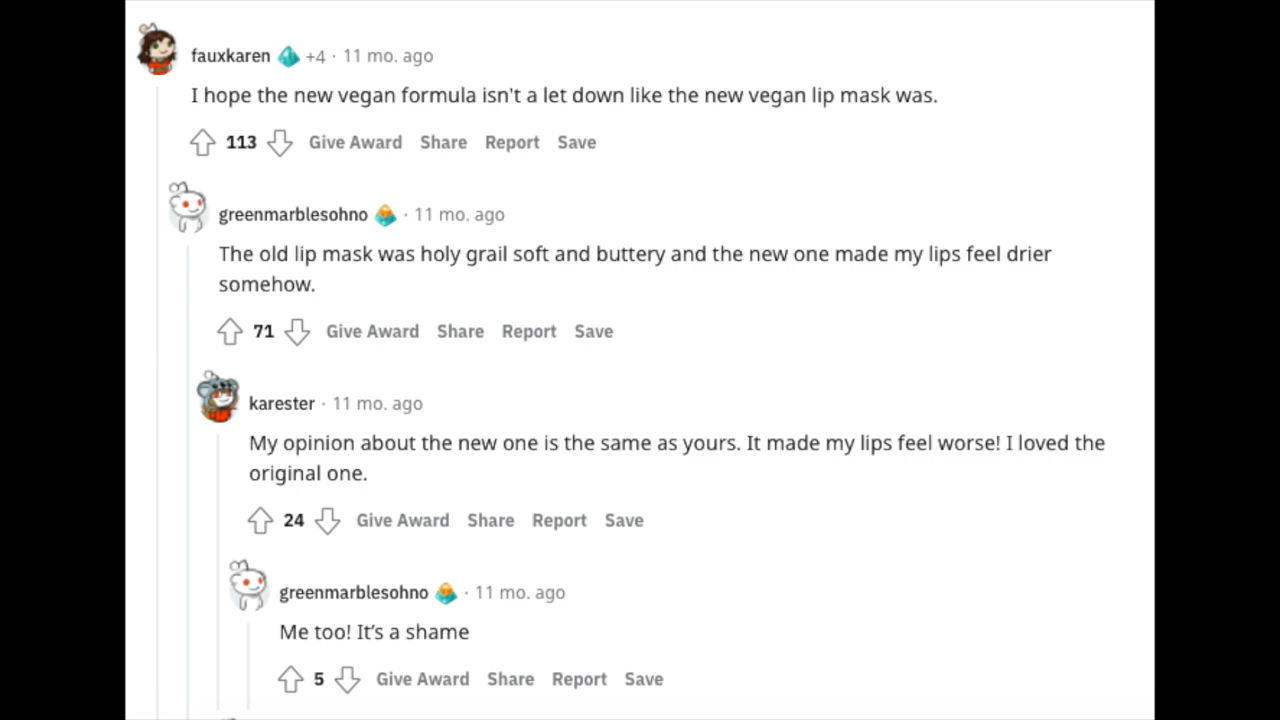 fauxkaren +4 · 11 mo. ago
I hope the new vegan formula isn't a let down like the new vegan lip mask was.
113 Give Award Share Report Save
greenmarblesohno · 11 mo. ago
The old lip mask was holy grail soft and buttery and the new one made my lips feel drier
somehow.
71 Give Award Share Report Save
karester · 11 mo. ago
My opinion about the new one is the same as yours. It made my lips feel worse! I loved the
original one.
24 Give Award Share Report Save
greenmarblesohno · 11 mo. ago
Me too! It’s a shame
5 Give Award Share Report Save